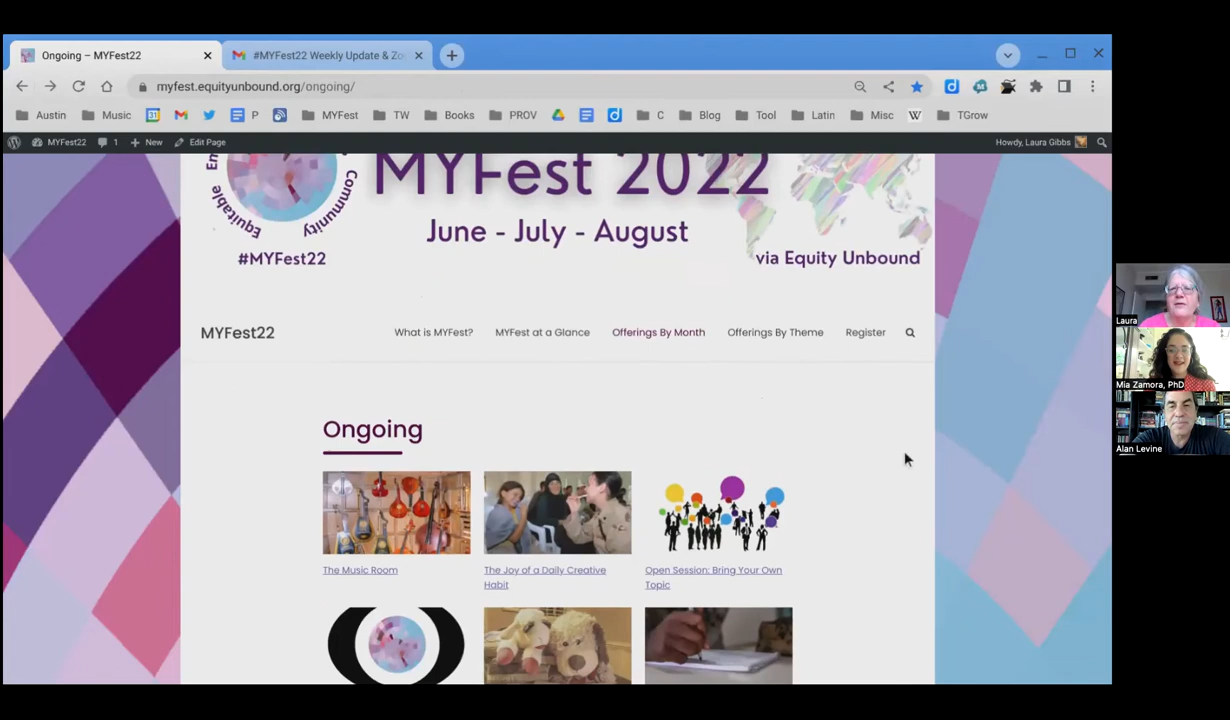 Ongoing – MYFest22
#MYFest22 Weekly Update & Zo
myfest.equityunbound.org/ongoing/
Austin Music P MYFest TW Books PROV C Blog Tool Latin Misc TGrow
MYFest22 1 New Edit Page Howdy, Laura Gibbs
Equitable Community
MYFest 2022
June - July - August
#MYFest22
via Equity Unbound
MYFest22 What is MYFest? MYFest at a Glance Offerings By Month Offerings By Theme Register
Ongoing
The Music Room
The Joy of a Daily Creative
Habit
Open Session: Bring Your Own
Topic
Laura
Mia Zamora, PhD
Alan Levine